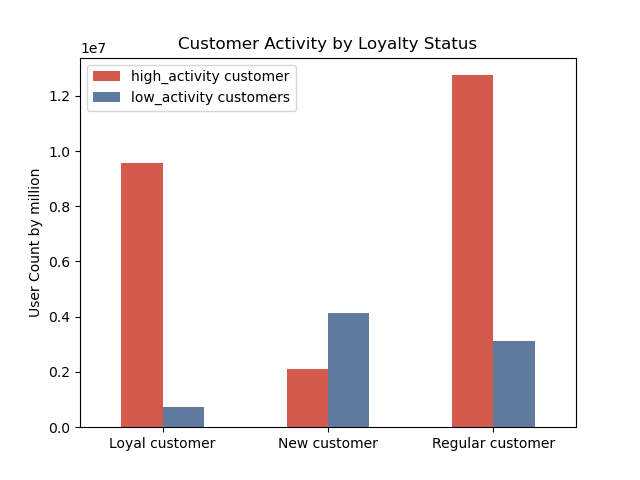 Customer Activity by Loyalty Status
1e7
high_activity customer
low_activity customers
User Count by million
1.2
1.0
0.8
0.6
0.4
0.2
0.0
Loyal customer New customer Regular customer